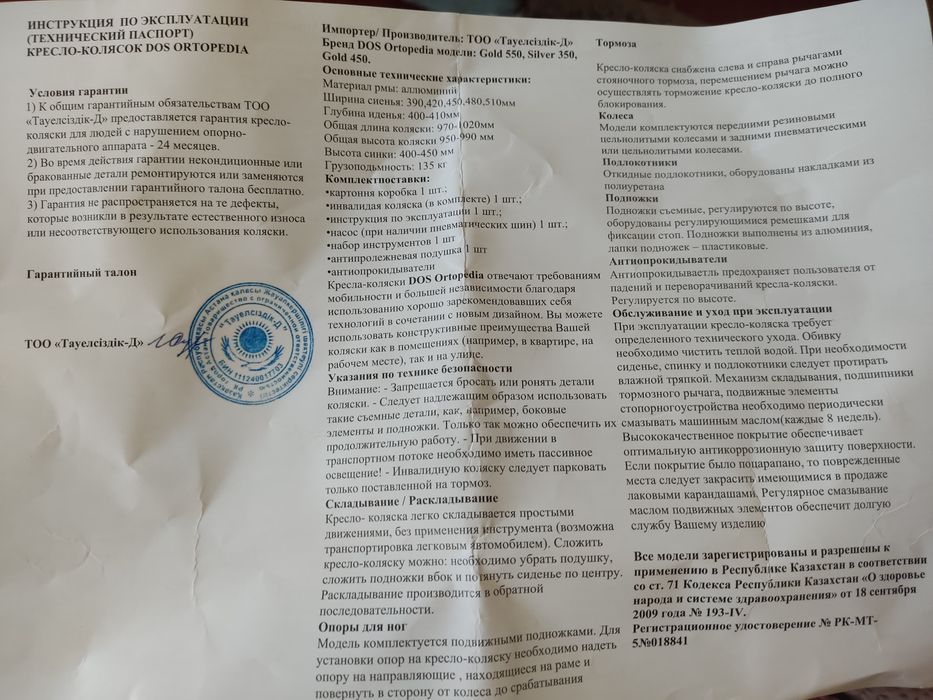 ИНСТРУКЦИЯ ПО ЭКСПЛУАТАЦИИ
(ТЕХНИЧЕСКИЙ ПАСПОРТ)
КРЕСЛО-КОЛЯСОК DOS ORTOPEDIA
Условия гарантии
1) К общим гарантийным обязательствам ТОО
«Тауелсіздік-Д» предоставляется гарантия кресло-
коляски для людей с нарушением опорно-
двигательного аппарата - 24 месяцев.
2) Во время действия гарантии некондиционные или
бракованные детали ремонтируются или заменяются
при предоставлении гарантийного талона бесплатно.
3) Гарантия не распространяется на те дефекты,
которые возникли в результате естественного износа
или несоответствующего использования коляски.
Гарантийный талон
ТОО «Тауелсіздік-Д»
"Тауелсіздік-Д"
БИН 111240017703
Импортер/ Производитель: ТОО «Тауелсіздік-Д»
Бренд DOS Ortopedia модели: Gold 550, Silver 350,
Gold 450.
Основные технические характеристики:
Материал рмы: аллюминий
Ширина сиенья: 390,420,450,480,510мм
Глубина иденья: 400-410мм
Общая длина коляски: 970-1020мм
Общая высота коляски 950-990 мм
Высота синки: 400-450 мм
Грузоподьмность: 135 кг
Комплектпоставки:
•картония коробка 1 шт.;
•инвалидая коляска (в комплекте) 1 шт.;
•инструкция по эксплуатации 1 шт.;
•насос (при наличии пневматических шин) 1 шт.;
•набор инструментов 1 шт
•антипролежневая подушка 1 шт
•антиопрокидыватели
Кресла-коляски DOS Ortopedia отвечают требованиям
мобильности и большей независимости благодаря
использованию хорошо зарекомендовавших себя
технологий в сочетании с новым дизайном. Вы можете
использовать конструктивные преимущества Вашей
коляски как в помещениях (например, в квартире, на
рабочем месте), так и на улице.
Указания по технике безопасности
Внимание: - Запрещается бросать или ронять детали
коляски. - Следует надлежащим образом использовать
такие съемные детали, как, например, боковые
элементы и подножки. Только так можно обеспечить их
продолжительную работу. - При движении в
транспортном потоке необходимо иметь пассивное
освещение! - Инвалидную коляску следует парковать
только поставленной на тормоз.
Складывание / Раскладывание
Кресло- коляска легко складывается простыми
движениями, без применения инструмента (возможна
транспортировка легковым автомобилем). Сложить
кресло-коляску можно: необходимо убрать подушку,
сложить подножки вбок и потянуть сиденье по центру.
Раскладывание производится в обратной
последовательности.
Опоры для ног
Модель комплектуется подвижными подножками. Для
установки опор на кресло-коляску необходимо надеть
опору на направляющие , находящиеся на раме и
повернуть в сторону от колеса до срабатывания
Тормоза
Кресло-коляска снабжена слева и справа рычагами
стояночного тормоза, перемещением рычага можно
осуществлять торможение кресло-коляски до полного
блокирования.
Колеса
Модели комплектуются передними резиновыми
цельнолитыми колесами и задними пневматическими
или цельнолитыми колесами.
Подлокотники
Откидные подлокотники, оборудованы накладками из
полиуретана
Подножки
Подножки съемные, регулируются по высоте,
оборудованы регулирующимися ремешками для
фиксации стоп. Подножки выполнены из алюминия,
лапки подножек – пластиковые.
Антиопрокидыватели
Антиопрокидываетль предохраняет пользователя от
падений и переворачиваний кресла-коляски.
Регулируется по высоте.
Обслуживание и уход при эксплуатации
При эксплуатации кресло-коляска требует
определенного технического ухода. Обивку
необходимо чистить теплой водой. При необходимости
сиденье, спинку и подлокотники следует протирать
влажной тряпкой. Механизм складывания, подшипники
тормозного рычага, подвижные элементы
стопорногоустройства необходимо периодически
смазывать машинным маслом(каждые 8 недель).
Высококачественное покрытие обеспечивает
оптимальную антикоррозионную защиту поверхности.
Если покрытие было поцарапано, то поврежденные
места следует закрасить имеющимися в продаже
лаковыми карандашами. Регулярное смазывание
маслом подвижных элементов обеспечит долгую
службу Вашему изделию
Все модели зарегистрированы и разрешены к
применению в Республике Казахстан в соответствии
со ст. 71 Кодекса Республики Казахстан «О здоровье
народа и системе здравоохранения» от 18 сентября
2009 года № 193-IV.
Регистрационное удостоверение № РК-МТ-
5№018841